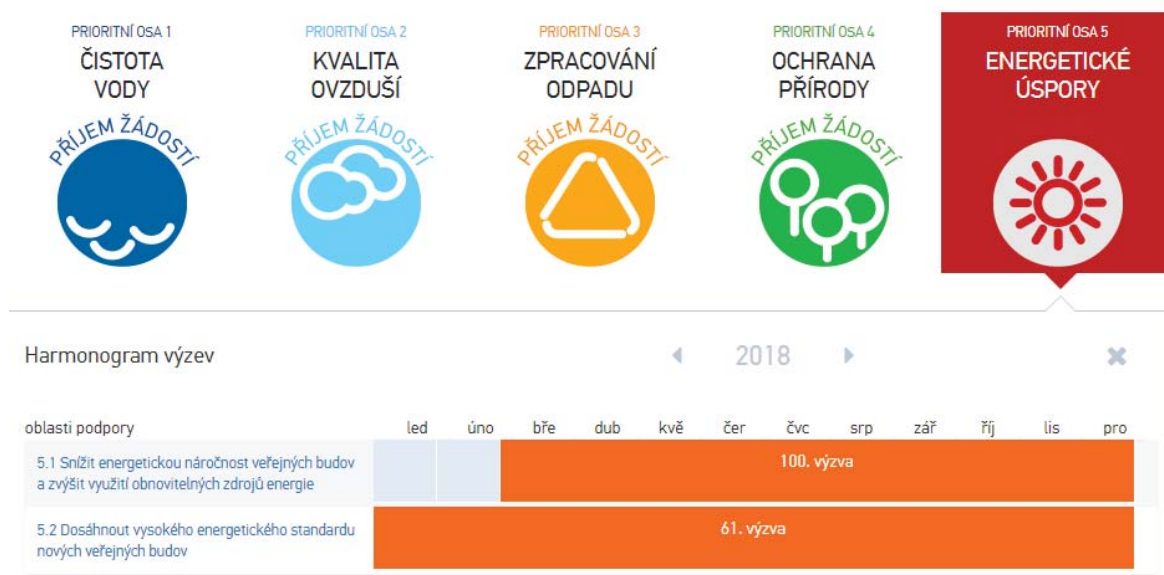 PRIORITNÍ OSA 1
ČISTOTA
VODY
PŘÍJEM ŽÁDOSTÍ
PRIORITNÍ OSA 2
KVALITA
OVZDUŠÍ
PŘÍJEM ŽÁDOSTÍ
PRIORITNÍ OSA 3
ZPRACOVÁNÍ
ODPADU
PŘÍJEM ŽÁDOSTÍ
PRIORITNÍ OSA 4
OCHRANA
PŘÍRODY
PŘÍJEM ŽÁDOSTÍ
PRIORITNÍ OSA 5
ENERGETICKÉ
ÚSPORY
Harmonogram výzev 2018
oblasti podpory led úno bře dub kvě čer čvc srp zář říj lis pro
5.1 Snížit energetickou náročnost veřejných budov
a zvýšit využití obnovitelných zdrojů energie
100. výzva
5.2 Dosáhnout vysokého energetického standardu
nových veřejných budov
61. výzva